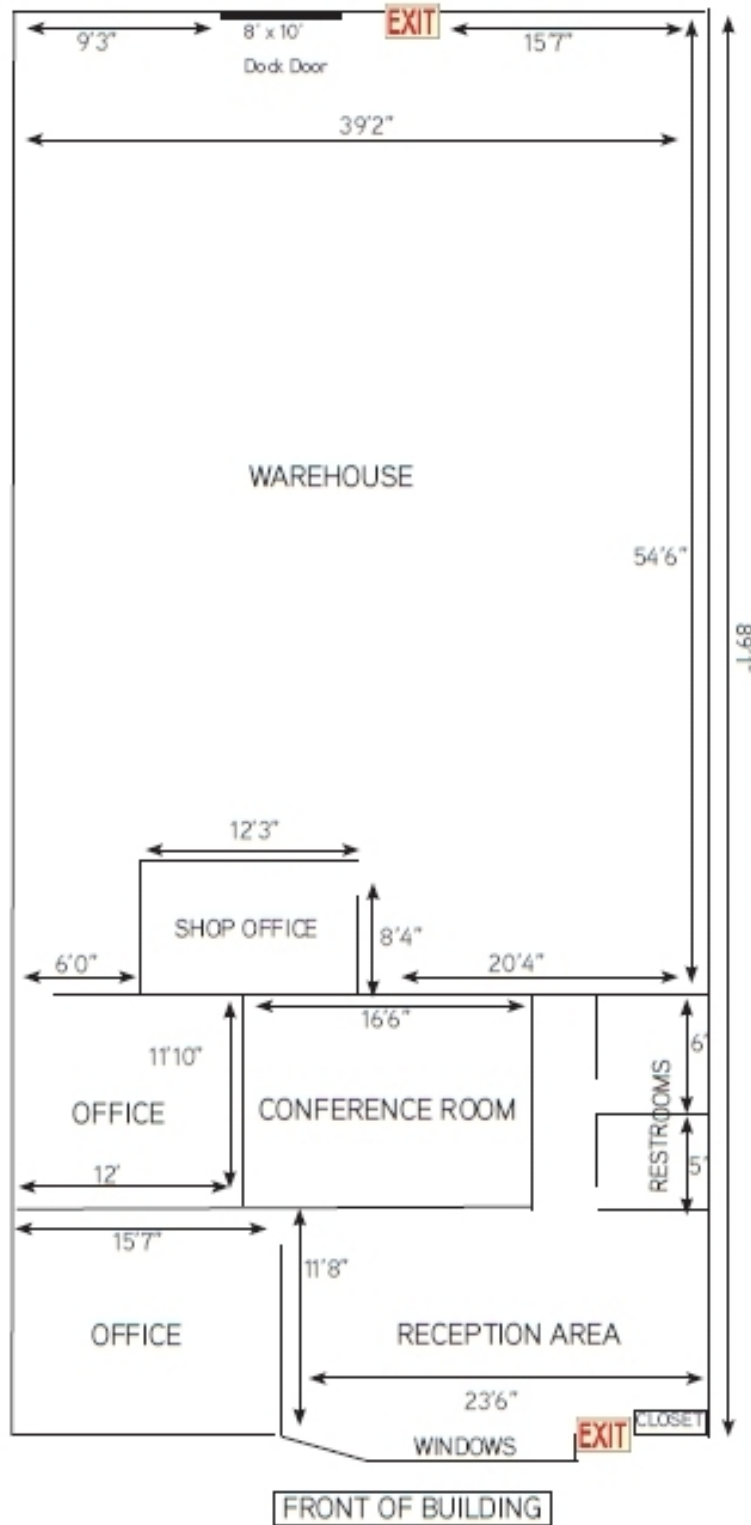 EXIT
9'3"
8' x 10'
15'7"
Dock Door
39'2"
WAREHOUSE
54'6"
89'1"
12'3"
SHOP OFFICE
8'4"
6'0"
20'4"
16'6"
11'10"
6'
OFFICE
CONFERENCE ROOM
RESTROOMS
12'
5'
15'7"
11'8"
OFFICE
RECEPTION AREA
23'6"
CLOSET
WINDOWS
EXIT
FRONT OF BUILDING